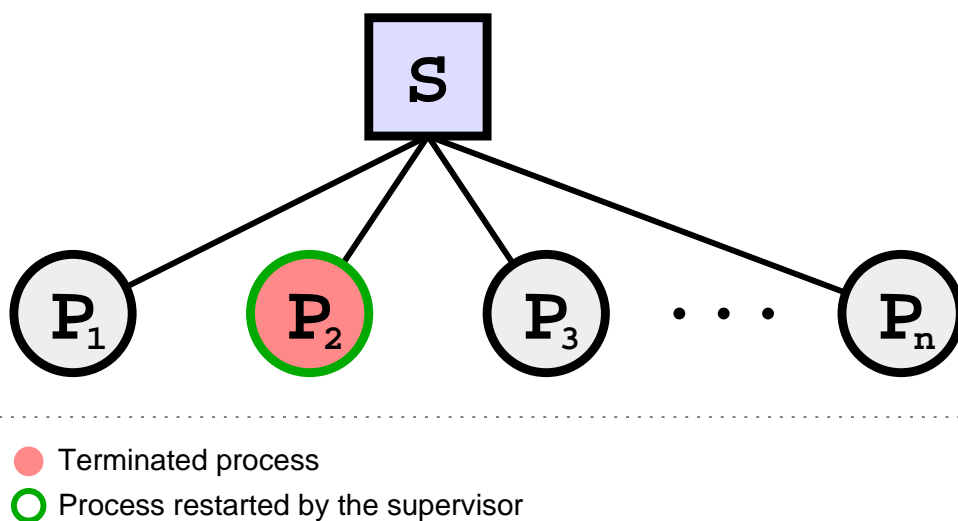 S
P1 P2 P3 . . . Pn
Terminated process
Process restarted by the supervisor